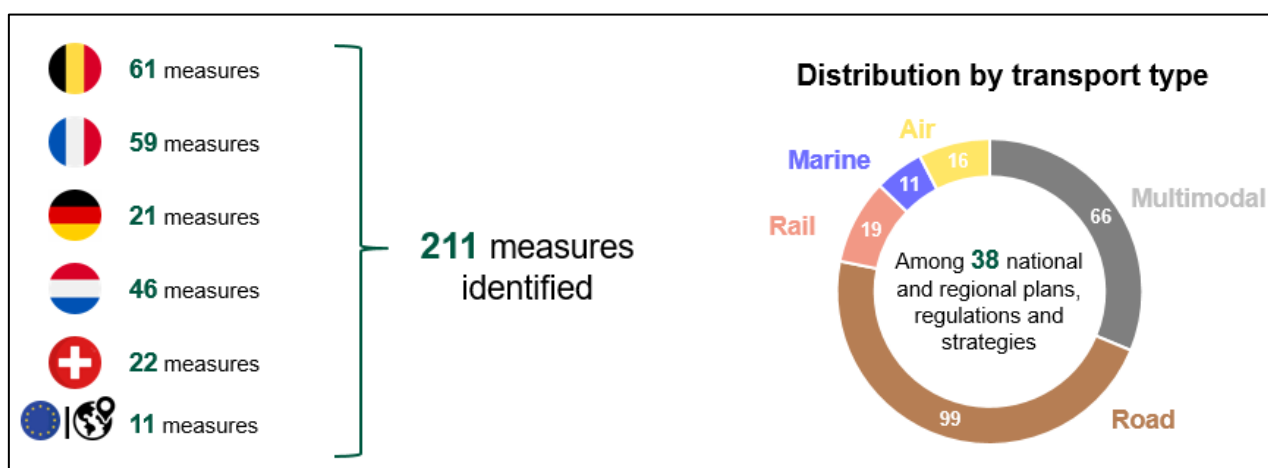 61 measures
59 measures
21 measures
46 measures
22 measures
11 measures
211 measures
identified
Distribution by transport type
Air
16
Marine
11
Rail
19
Multimodal
66
Among 38 national
and regional plans,
regulations and
strategies
99
Road